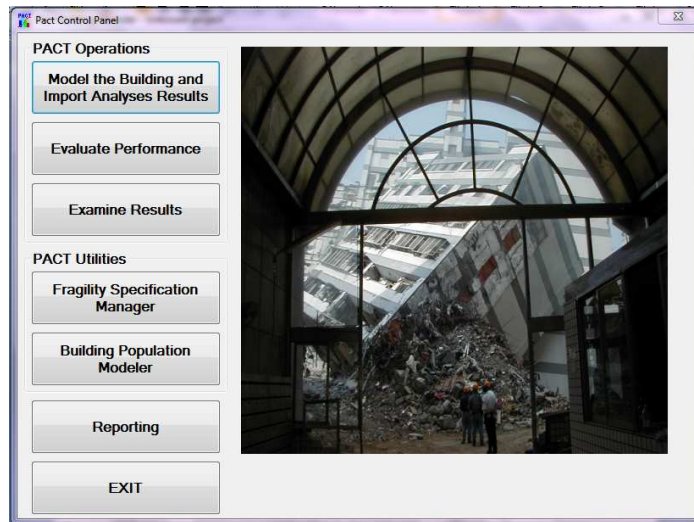 Pact Control Panel
PACT Operations
Model the Building and
Import Analyses Results
Evaluate Performance
Examine Results
PACT Utilities
Fragility Specification
Manager
Building Population
Modeler
Reporting
EXIT